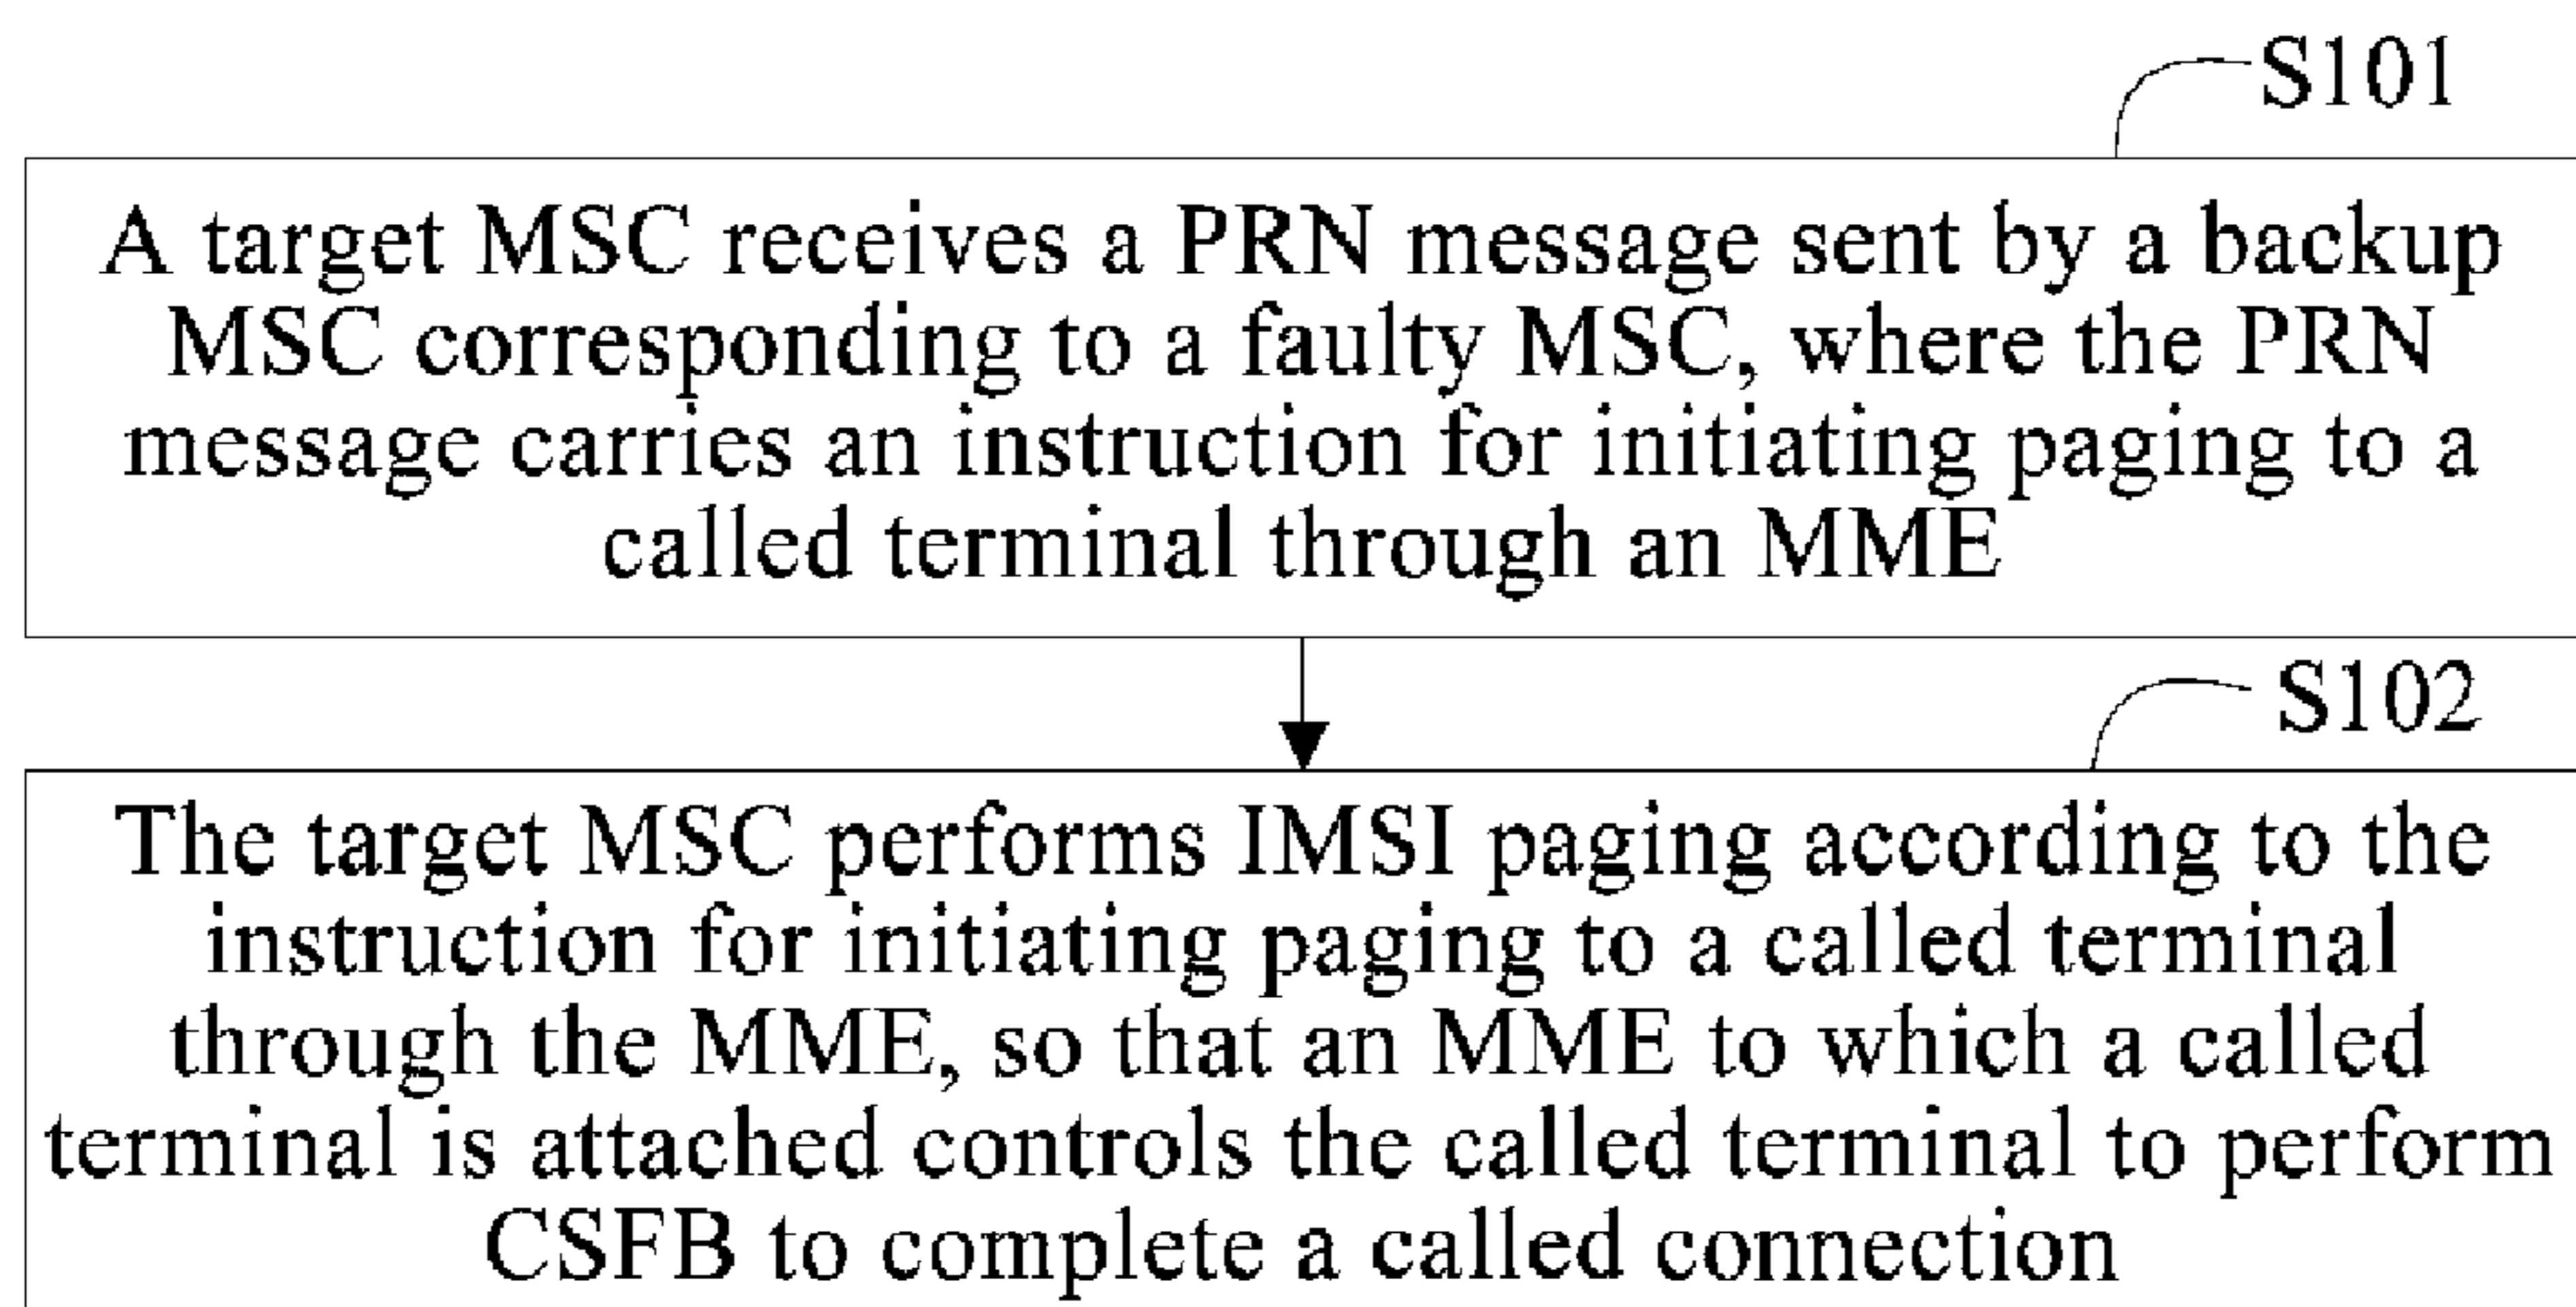 S101
A target MSC receives a PRN message sent by a backup
MSC corresponding to a faulty MSC, where the PRN
message carries an instruction for initiating paging to a
called terminal through an MME
S102
The target MSC performs IMSI paging according to the
instruction for initiating paging to a called terminal
through the MME, so that an MME to which a called
terminal is attached controls the called terminal to perform
CSFB to complete a called connection